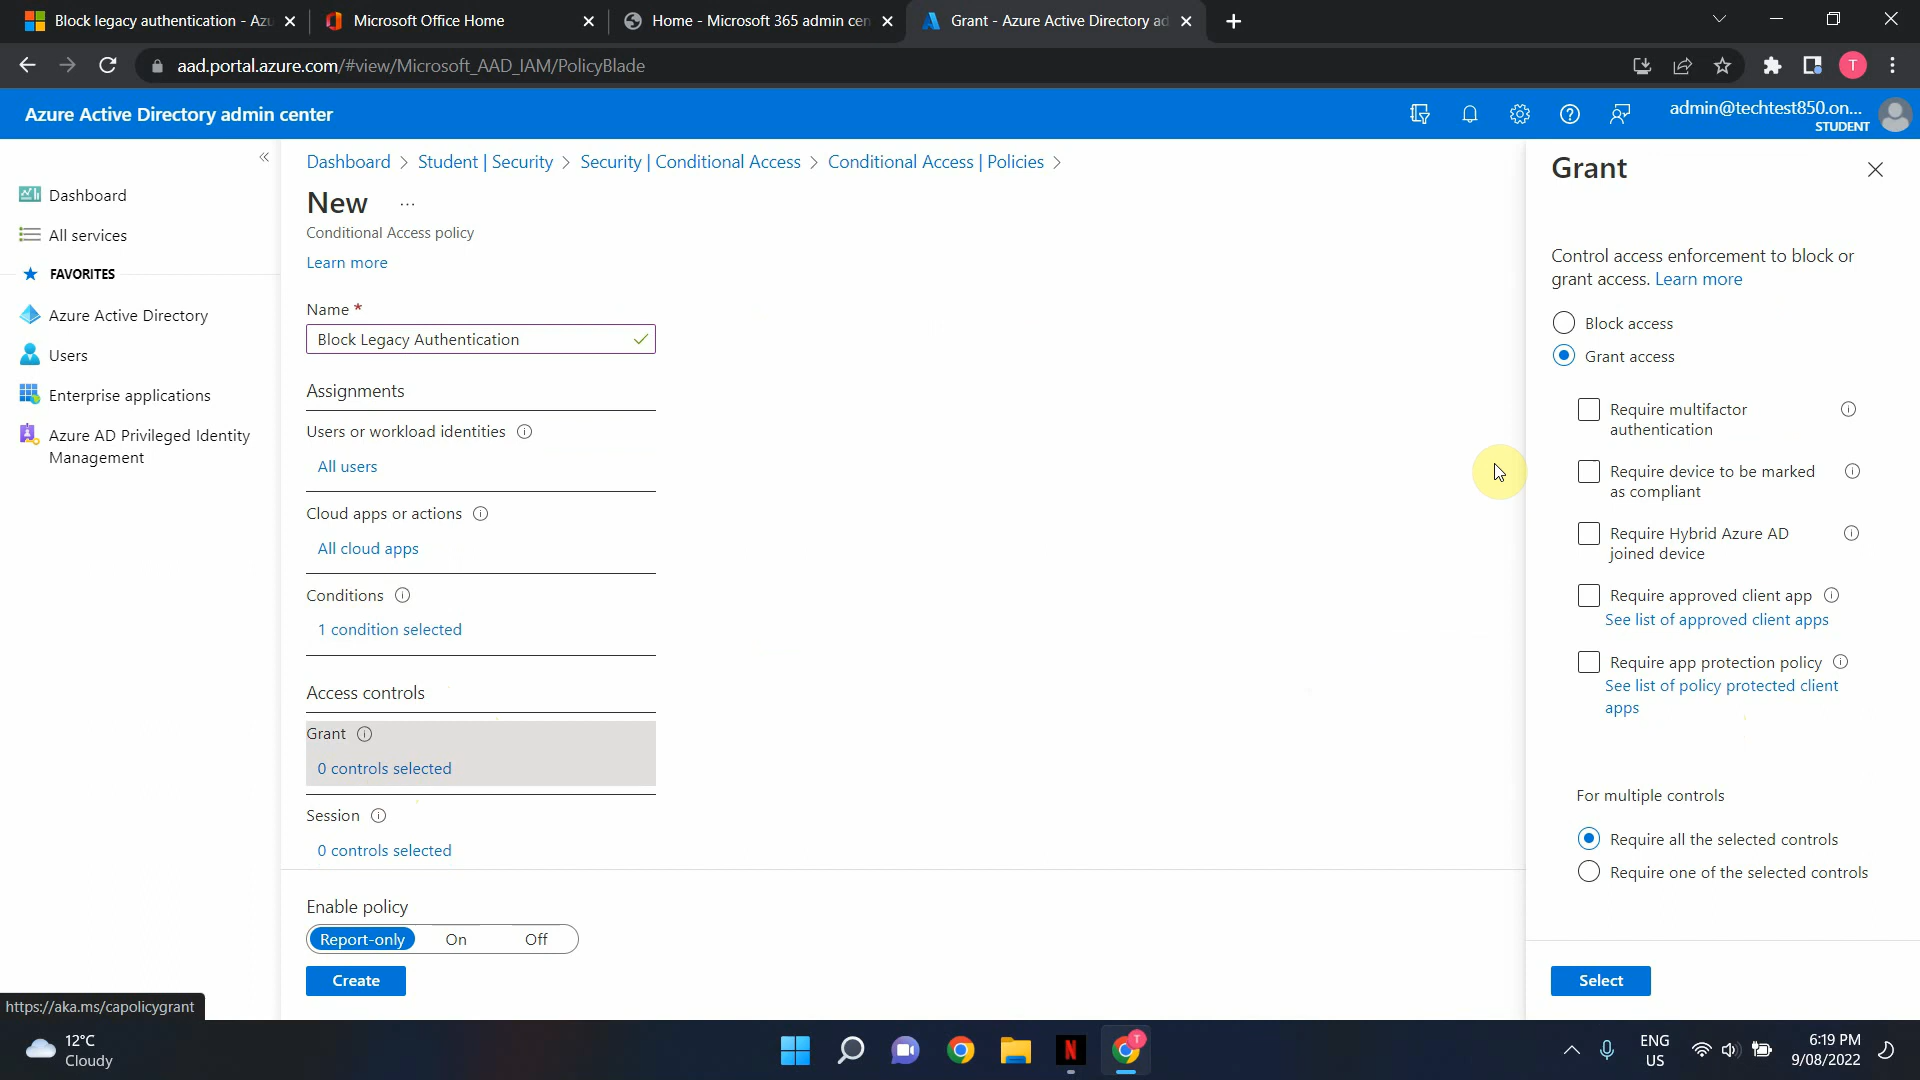 Block legacy authentication - Azu
Microsoft Office Home
Home - Microsoft 365 admin cen
Grant - Azure Active Directory ad
aad.portal.azure.com/#view/Microsoft_AAD_IAM/PolicyBlade
T
Azure Active Directory admin center
admin@techtest850.on...
STUDENT
Dashboard
All services
FAVORITES
Azure Active Directory
Users
Enterprise applications
Azure AD Privileged Identity
Management
Dashboard > Student | Security > Security | Conditional Access > Conditional Access | Policies >
New ...
Conditional Access policy
Learn more
Name *
Block Legacy Authentication
Assignments
Users or workload identities
All users
Cloud apps or actions
All cloud apps
Conditions
1 condition selected
Access controls
Grant
0 controls selected
Session
0 controls selected
Enable policy
Report-only On Off
Create
Grant
Control access enforcement to block or
grant access. Learn more
Block access
Grant access
Require multifactor
authentication
Require device to be marked
as compliant
Require Hybrid Azure AD
joined device
Require approved client app
See list of approved client apps
Require app protection policy
See list of policy protected client
apps
For multiple controls
Require all the selected controls
Require one of the selected controls
Select
https://aka.ms/capolicygrant
12°C
Cloudy
N
T
ENG
US
6:19 PM
9/08/2022